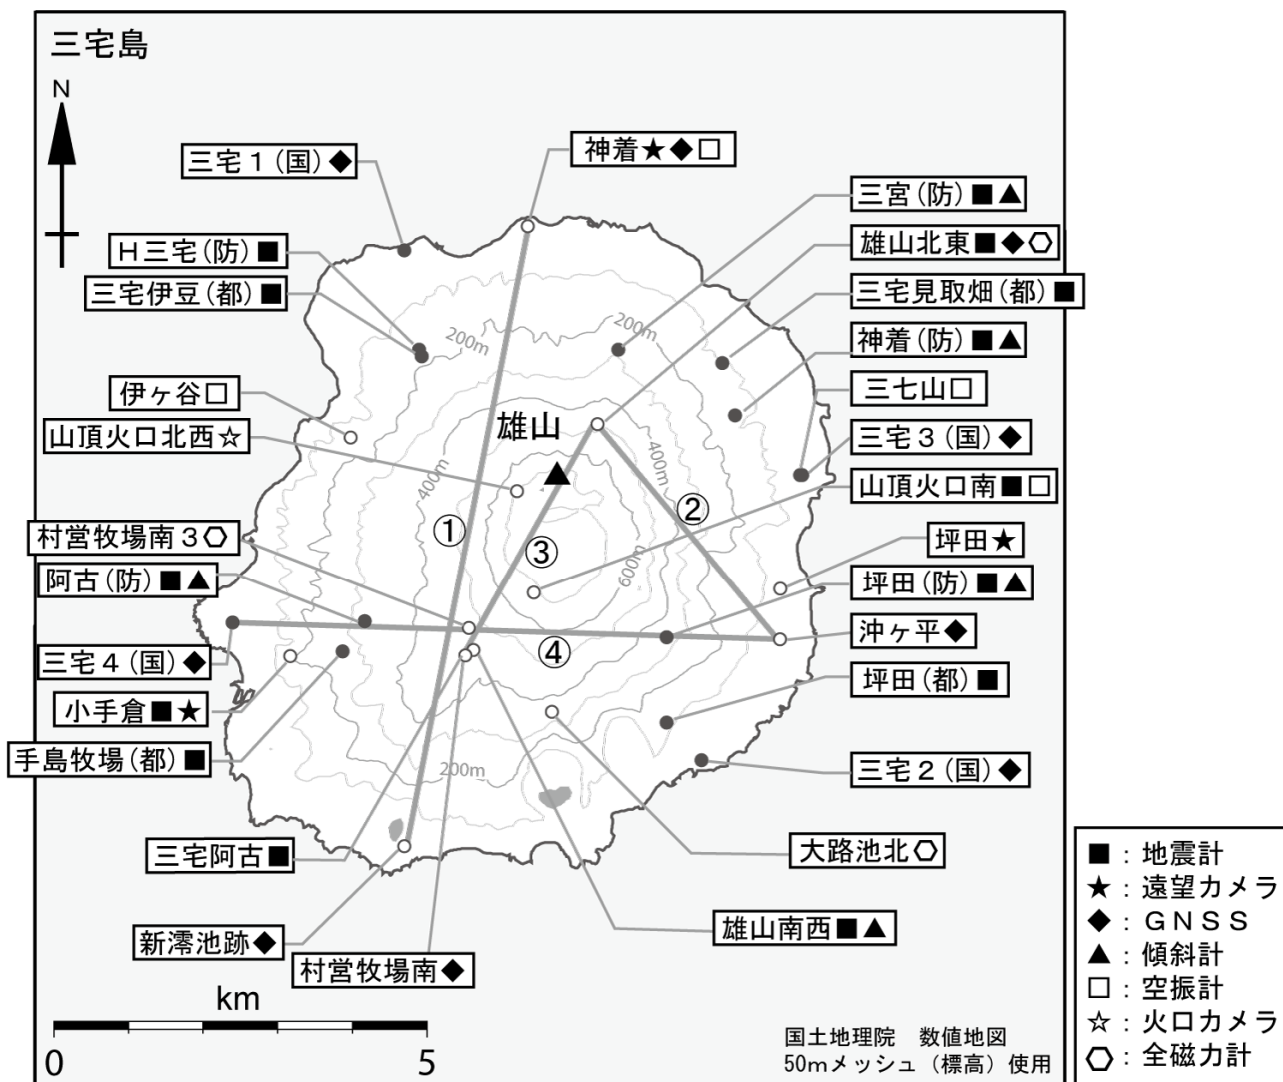 三宅島
N
神着★◆□
三宅1(国)◆
三宮(防)■▲
H三宅(防)■
雄山北東■◆⬡
三宅伊豆(都)■
三宅見取畑(都)■
200m
200m
神着(防)■▲
伊ヶ谷□
三七山□
山頂火口北西☆
雄山
三宅3(国)◆
400m
400m
山頂火口南■□
①
②
村営牧場南3⬡
③
坪田★
600m
阿古(防)■▲
坪田(防)■▲
沖ヶ平◆
三宅4(国)◆
④
坪田(都)■
小手倉■★
手島牧場(都)■
200m
三宅2(国)◆
三宅阿古■
大路池北⬡
新澪池跡◆
雄山南西■▲
村営牧場南◆
km
0 5
国土地理院 数値地図
50mメッシュ(標高)使用
■:地震計
★:遠望カメラ
◆:GNSS
▲:傾斜計
□:空振計
☆:火口カメラ
⬡:全磁力計